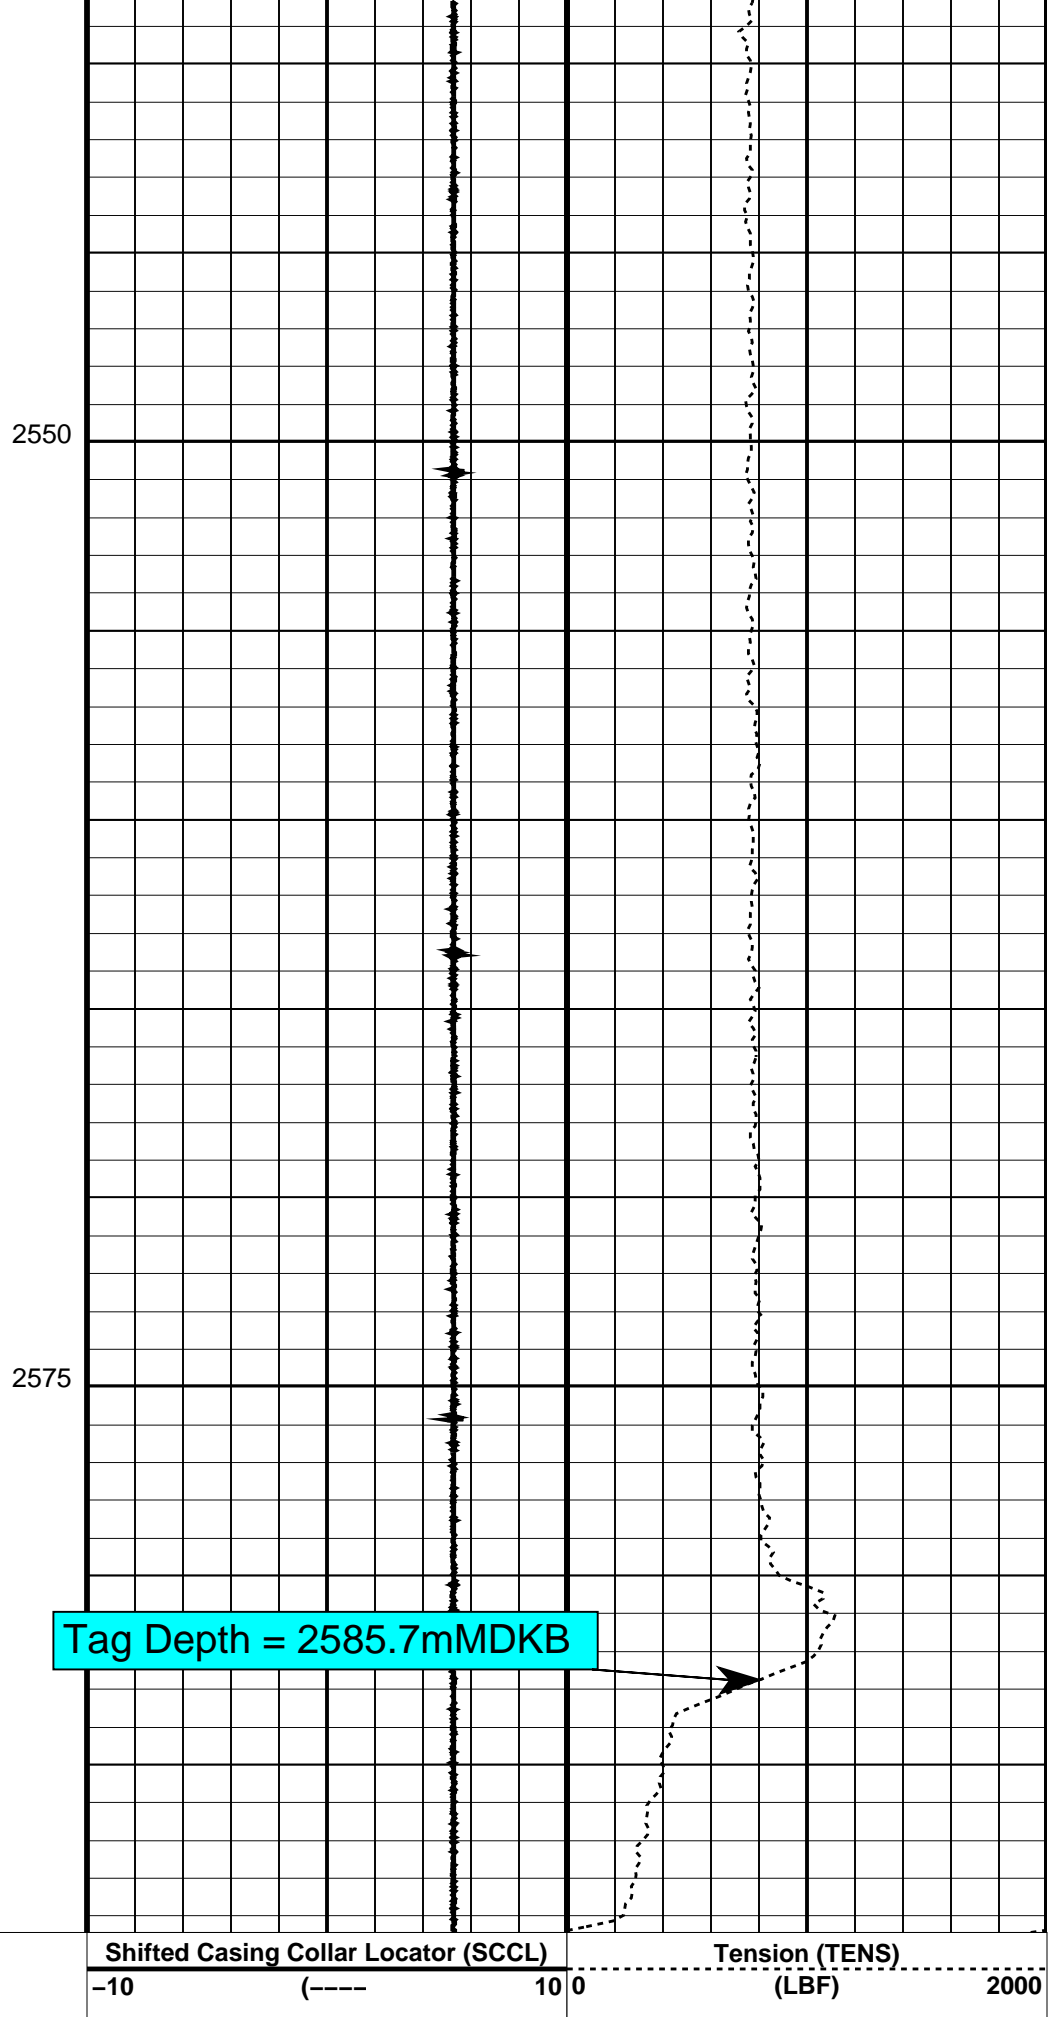 2550
2575
Tag Depth = 2585.7mMDKB
Shifted Casing Collar Locator (SCCL)
Tension (TENS)
−10 (−−−− 10
0 (LBF) 2000